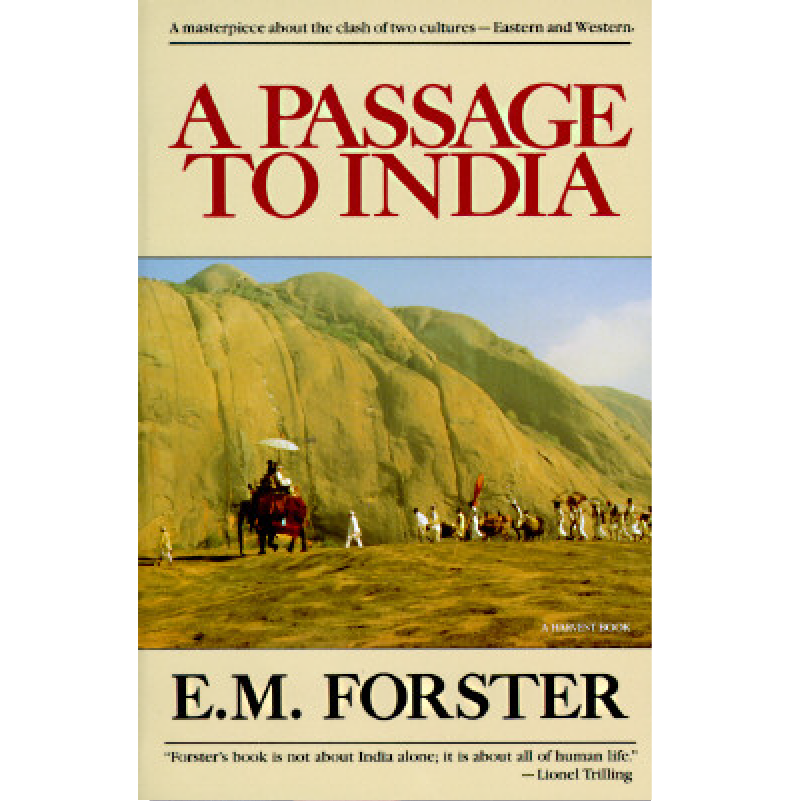 A masterpiece about the clash of two cultures — Eastern and Western.
A PASSAGE
TO INDIA
A HARVEST BOOK
E.M. FORSTER
“Forster's book is not about India alone; it is about all of human life.”
— Lionel Trilling